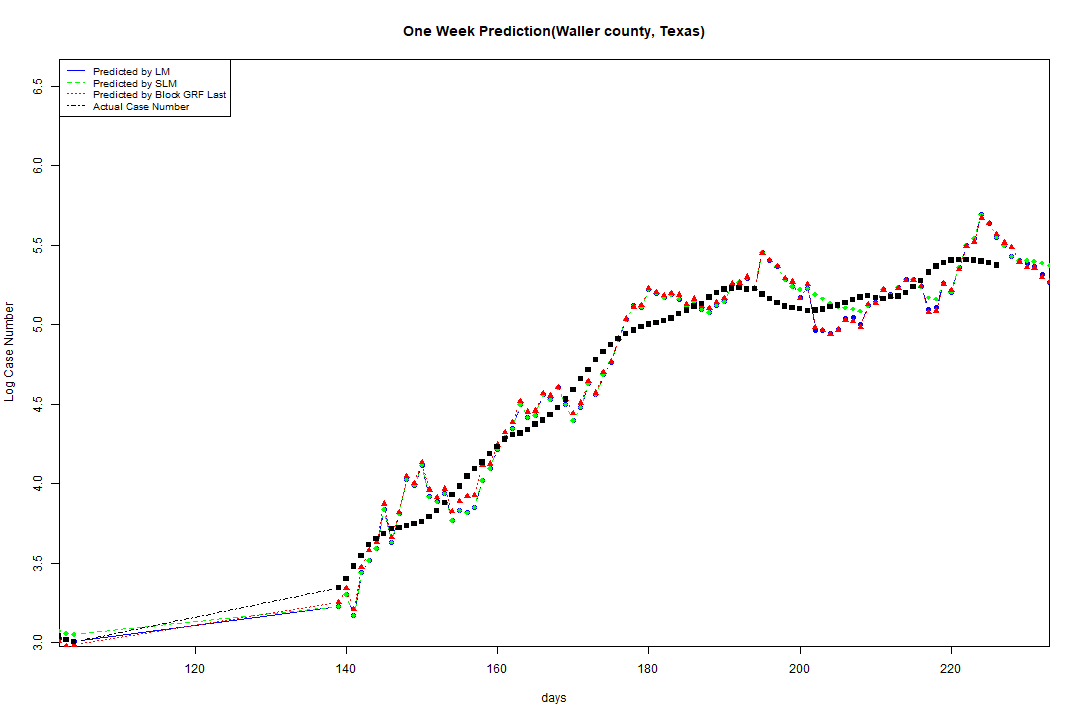 One Week Prediction(Waller county, Texas)
Predicted by LM
Predicted by SLM
Predicted by Block GRF Last
Actual Case Number
6.5
6.0
5.5
5.0
4.5
4.0
3.5
3.0
Log Case Number
120 140 160 180 200 220
days